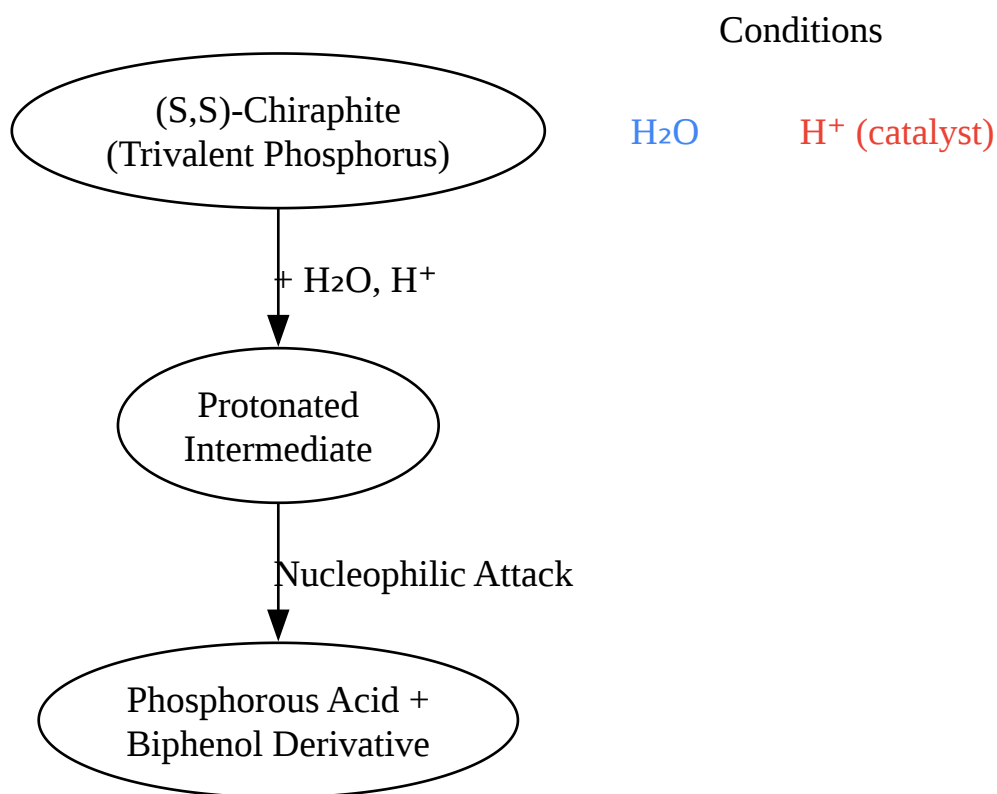 Conditions
(S,S)-Chiraphite
(Trivalent Phosphorus)
H₂O
H⁺ (catalyst)
+ H₂O, H⁺
Protonated
Intermediate
Nucleophilic Attack
Phosphorous Acid +
Biphenol Derivative